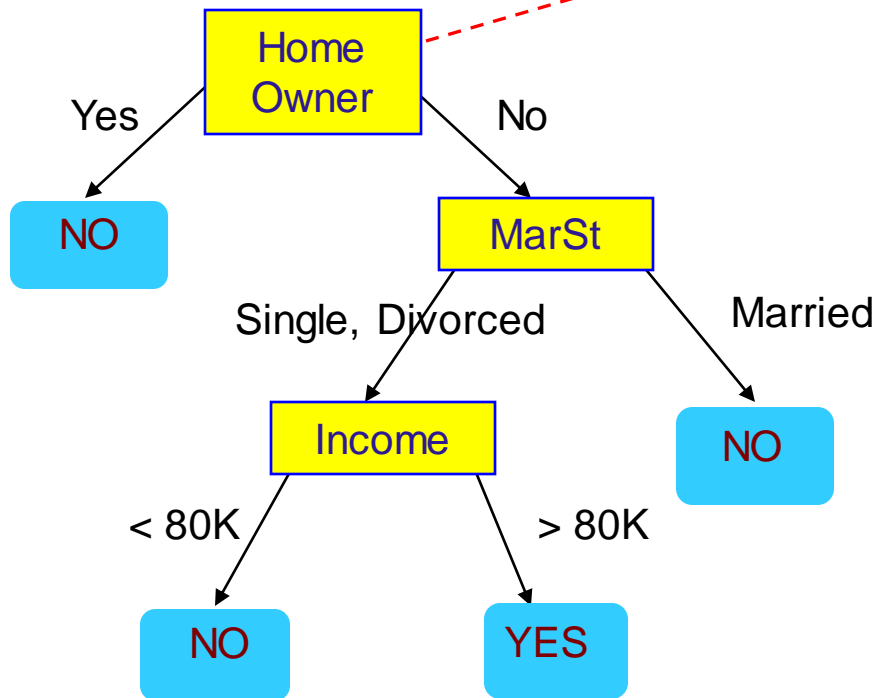 Home
Owner
Yes
No
NO
MarSt
Single, Divorced
Married
Income
NO
< 80K
> 80K
NO
YES